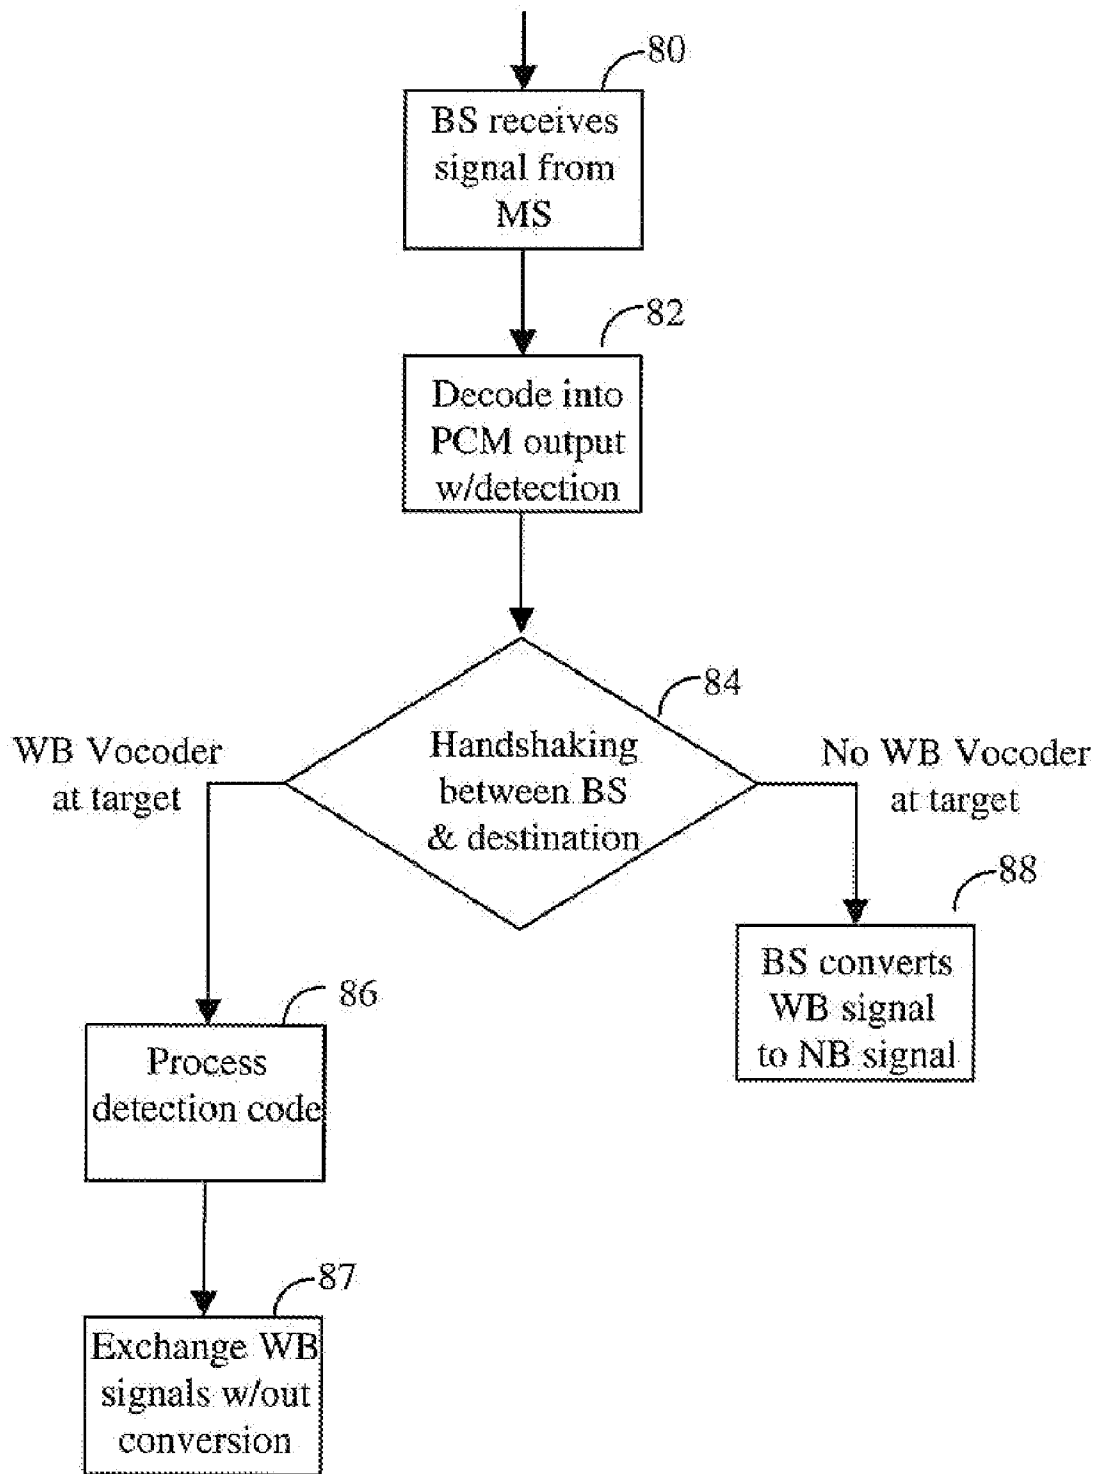 80
BS receives
signal from
MS
82
Decode into
PCM output
w/detection
84
Handshaking
between BS
& destination
WB Vocoder
at target
No WB Vocoder
at target
88
BS converts
WB signal
to NB signal
86
Process
detection code
87
Exchange WB
signals w/out
conversion